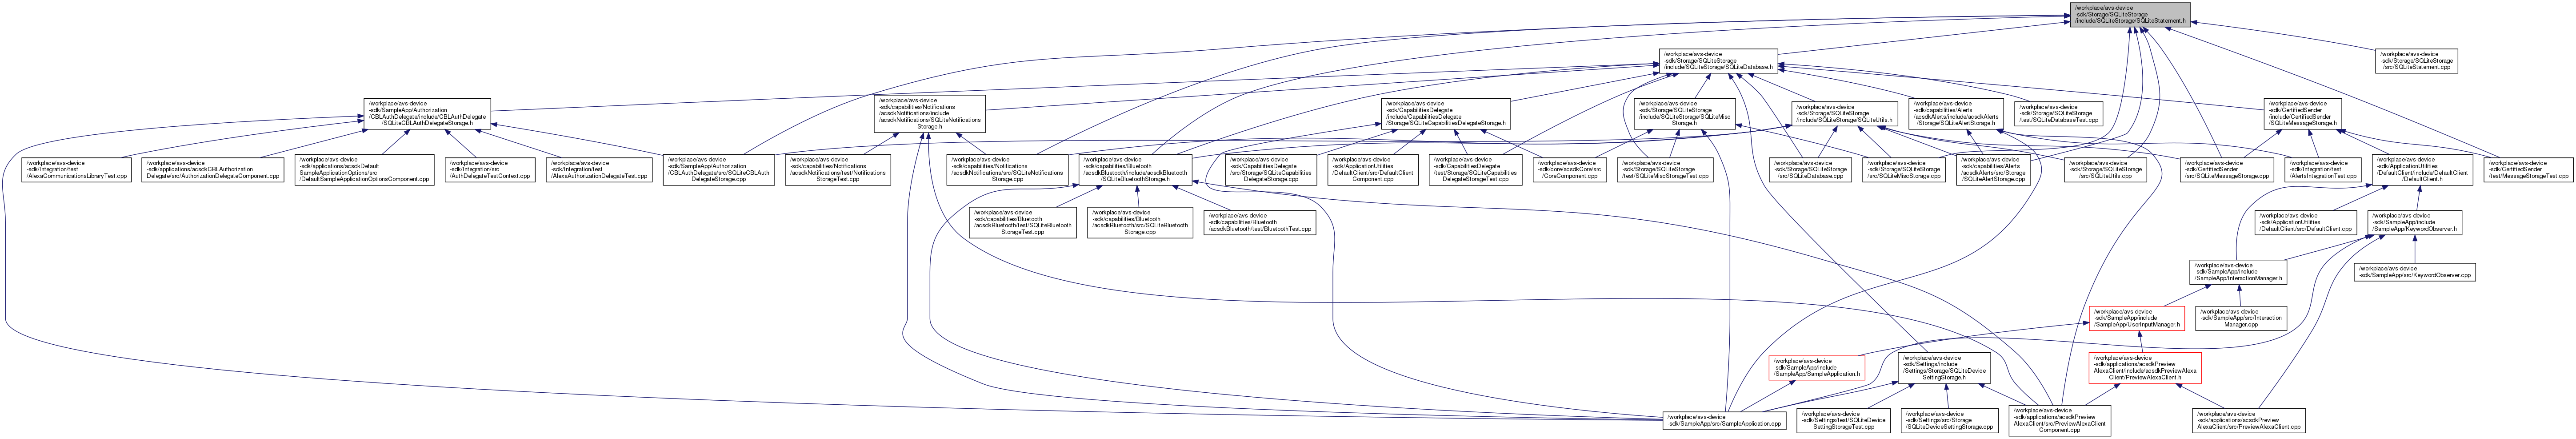 /workplace/avs-device
-sdk/Storage/SQLiteStorage
/include/SQLiteStorage/SQLiteStatement.h
/workplace/avs-device
-sdk/Storage/SQLiteStorage
/include/SQLiteStorage/SQLiteDatabase.h
/workplace/avs-device
-sdk/Storage/SQLiteStorage
/src/SQLiteStatement.cpp
/workplace/avs-device
-sdk/SampleApp/Authorization
/CBLAuthDelegate/include/CBLAuthDelegate
/SQLiteCBLAuthDelegateStorage.h
/workplace/avs-device
-sdk/capabilities/Notifications
/acsdkNotifications/include
/acsdkNotifications/SQLiteNotifications
Storage.h
/workplace/avs-device
-sdk/CapabilitiesDelegate
/include/CapabilitiesDelegate
/Storage/SQLiteCapabilitiesDelegateStorage.h
/workplace/avs-device
-sdk/Storage/SQLiteStorage
/include/SQLiteStorage/SQLiteMisc
Storage.h
/workplace/avs-device
-sdk/Storage/SQLiteStorage
/include/SQLiteStorage/SQLiteUtils.h
/workplace/avs-device
-sdk/capabilities/Alerts
/acsdkAlerts/include/acsdkAlerts
/Storage/SQLiteAlertStorage.h
/workplace/avs-device
-sdk/Storage/SQLiteStorage
/test/SQLiteDatabaseTest.cpp
/workplace/avs-device
-sdk/CertifiedSender
/include/CertifiedSender
/SQLiteMessageStorage.h
/workplace/avs-device
-sdk/Integration/test
/AlexaCommunicationsLibraryTest.cpp
/workplace/avs-device
-sdk/applications/acsdkCBLAuthorization
Delegate/src/AuthorizationDelegateComponent.cpp
/workplace/avs-device
-sdk/applications/acsdkDefault
SampleApplicationOptions/src
/DefaultSampleApplicationOptionsComponent.cpp
/workplace/avs-device
-sdk/Integration/src
/AuthDelegateTestContext.cpp
/workplace/avs-device
-sdk/Integration/test
/AlexaAuthorizationDelegateTest.cpp
/workplace/avs-device
-sdk/SampleApp/Authorization
/CBLAuthDelegate/src/SQLiteCBLAuth
DelegateStorage.cpp
/workplace/avs-device
-sdk/capabilities/Notifications
/acsdkNotifications/test/Notifications
StorageTest.cpp
/workplace/avs-device
-sdk/capabilities/Notifications
/acsdkNotifications/src/SQLiteNotifications
Storage.cpp
/workplace/avs-device
-sdk/capabilities/Bluetooth
/acsdkBluetooth/include/acsdkBluetooth
/SQLiteBluetoothStorage.h
/workplace/avs-device
-sdk/CapabilitiesDelegate
/src/Storage/SQLiteCapabilities
DelegateStorage.cpp
/workplace/avs-device
-sdk/ApplicationUtilities
/DefaultClient/src/DefaultClient
Component.cpp
/workplace/avs-device
-sdk/CapabilitiesDelegate
/test/Storage/SQLiteCapabilities
DelegateStorageTest.cpp
/workplace/avs-device
-sdk/core/acsdkCore/src
/CoreComponent.cpp
/workplace/avs-device
-sdk/Storage/SQLiteStorage
/test/SQLiteMiscStorageTest.cpp
/workplace/avs-device
-sdk/Storage/SQLiteStorage
/src/SQLiteDatabase.cpp
/workplace/avs-device
-sdk/Storage/SQLiteStorage
/src/SQLiteMiscStorage.cpp
/workplace/avs-device
-sdk/capabilities/Alerts
/acsdkAlerts/src/Storage
/SQLiteAlertStorage.cpp
/workplace/avs-device
-sdk/Storage/SQLiteStorage
/src/SQLiteUtils.cpp
/workplace/avs-device
-sdk/CertifiedSender
/src/SQLiteMessageStorage.cpp
/workplace/avs-device
-sdk/Integration/test
/AlertsIntegrationTest.cpp
/workplace/avs-device
-sdk/ApplicationUtilities
/DefaultClient/include/DefaultClient
/DefaultClient.h
/workplace/avs-device
-sdk/CertifiedSender
/test/MessageStorageTest.cpp
/workplace/avs-device
-sdk/capabilities/Bluetooth
/acsdkBluetooth/test/SQLiteBluetooth
StorageTest.cpp
/workplace/avs-device
-sdk/capabilities/Bluetooth
/acsdkBluetooth/src/SQLiteBluetooth
Storage.cpp
/workplace/avs-device
-sdk/capabilities/Bluetooth
/acsdkBluetooth/test/BluetoothTest.cpp
/workplace/avs-device
-sdk/ApplicationUtilities
/DefaultClient/src/DefaultClient.cpp
/workplace/avs-device
-sdk/SampleApp/include
/SampleApp/KeywordObserver.h
/workplace/avs-device
-sdk/SampleApp/include
/SampleApp/InteractionManager.h
/workplace/avs-device
-sdk/SampleApp/src/KeywordObserver.cpp
/workplace/avs-device
-sdk/SampleApp/include
/SampleApp/UserInputManager.h
/workplace/avs-device
-sdk/SampleApp/src/Interaction
Manager.cpp
/workplace/avs-device
-sdk/SampleApp/include
/SampleApp/SampleApplication.h
/workplace/avs-device
-sdk/Settings/include
/Settings/Storage/SQLiteDevice
SettingStorage.h
/workplace/avs-device
-sdk/applications/acsdkPreview
AlexaClient/include/acsdkPreviewAlexa
Client/PreviewAlexaClient.h
/workplace/avs-device
-sdk/SampleApp/src/SampleApplication.cpp
/workplace/avs-device
-sdk/Settings/test/SQLiteDevice
SettingStorageTest.cpp
/workplace/avs-device
-sdk/Settings/src/Storage
/SQLiteDeviceSettingStorage.cpp
/workplace/avs-device
-sdk/applications/acsdkPreview
AlexaClient/src/PreviewAlexaClient
Component.cpp
/workplace/avs-device
-sdk/applications/acsdkPreview
AlexaClient/src/PreviewAlexaClient.cpp